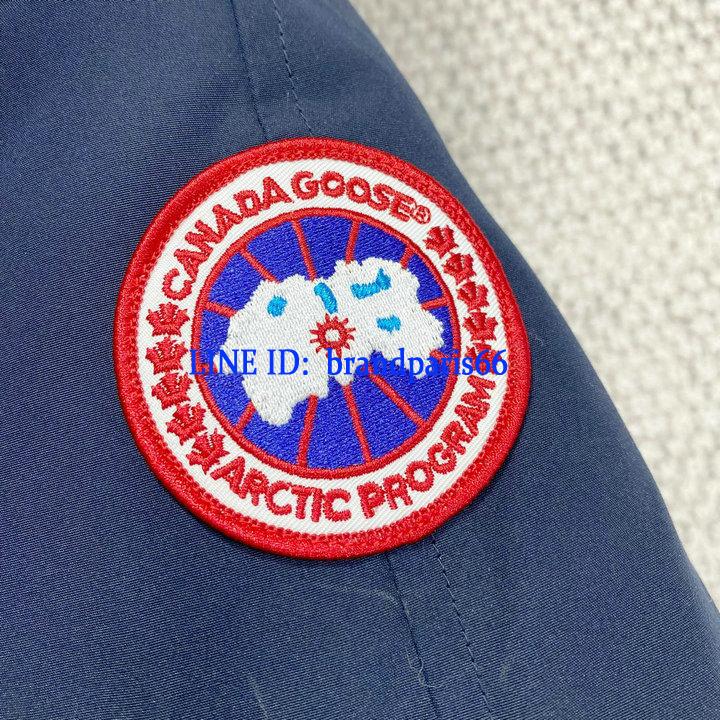 CANADA GOOSE®
LINE ID: brandparis66
ARCTIC PROGRAM